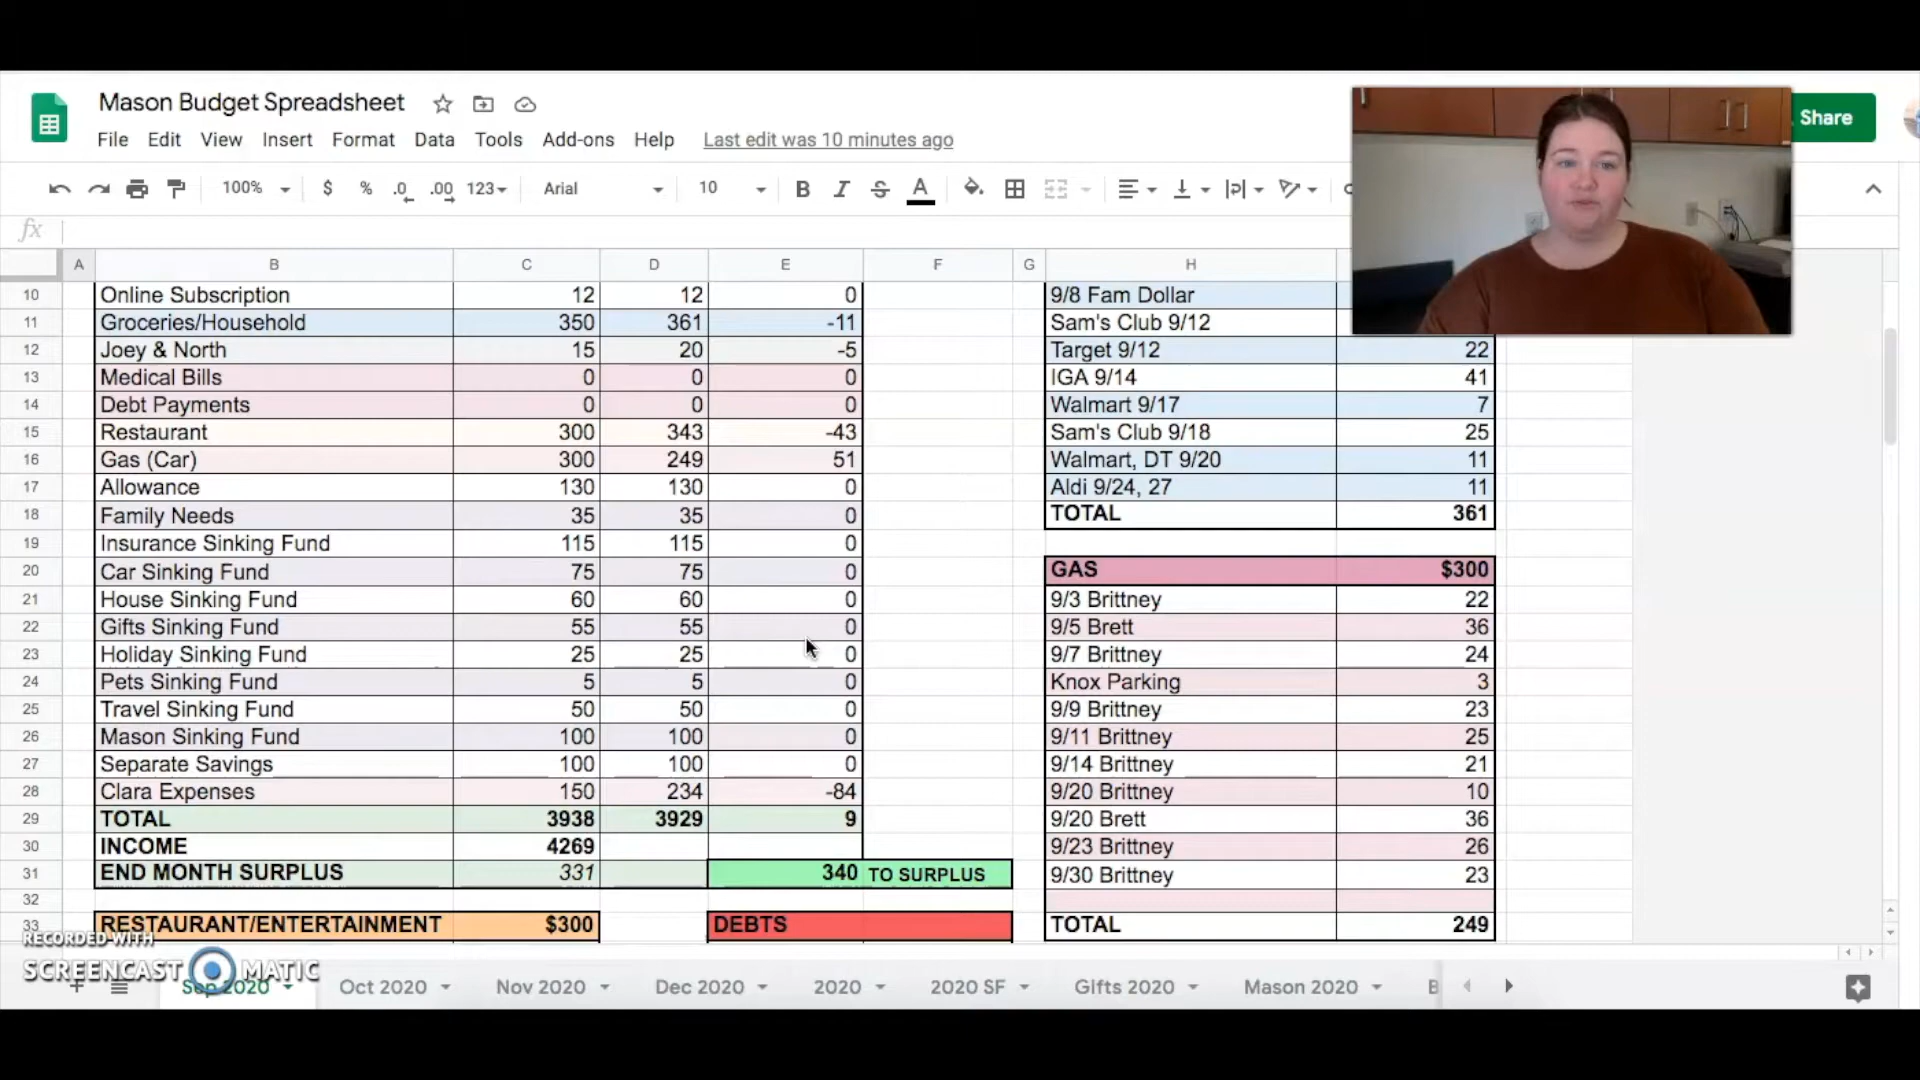 Mason Budget Spreadsheet
Share
File Edit View Insert Format Data Tools Add-ons Help Last edit was 10 minutes ago
100% $ % .0 .00 123 Arial 10 B I S A
fx
A B C D E F G H
10 Online Subscription 12 12 0 9/8 Fam Dollar
11 Groceries/Household 350 361 -11 Sam's Club 9/12
12 Joey & North 15 20 -5 Target 9/12 22
13 Medical Bills 0 0 0 IGA 9/14 41
14 Debt Payments 0 0 0 Walmart 9/17 7
15 Restaurant 300 343 -43 Sam's Club 9/18 25
16 Gas (Car) 300 249 51 Walmart, DT 9/20 11
17 Allowance 130 130 0 Aldi 9/24, 27 11
18 Family Needs 35 35 0 TOTAL 361
19 Insurance Sinking Fund 115 115 0
20 Car Sinking Fund 75 75 0 GAS $300
21 House Sinking Fund 60 60 0 9/3 Brittney 22
22 Gifts Sinking Fund 55 55 0 9/5 Brett 36
23 Holiday Sinking Fund 25 25 0 9/7 Brittney 24
24 Pets Sinking Fund 5 5 0 Knox Parking 3
25 Travel Sinking Fund 50 50 0 9/9 Brittney 23
26 Mason Sinking Fund 100 100 0 9/11 Brittney 25
27 Separate Savings 100 100 0 9/14 Brittney 21
28 Clara Expenses 150 234 -84 9/20 Brittney 10
29 TOTAL 3938 3929 9 9/20 Brett 36
30 INCOME 4269 9/23 Brittney 26
31 END MONTH SURPLUS 331 340 TO SURPLUS 9/30 Brittney 23
32
33 RESTAURANT/ENTERTAINMENT $300 DEBTS TOTAL 249
RECORDED WITH
SCREENCAST MATIC
Sep 2020 Oct 2020 Nov 2020 Dec 2020 2020 2020 SF Gifts 2020 Mason 2020 B